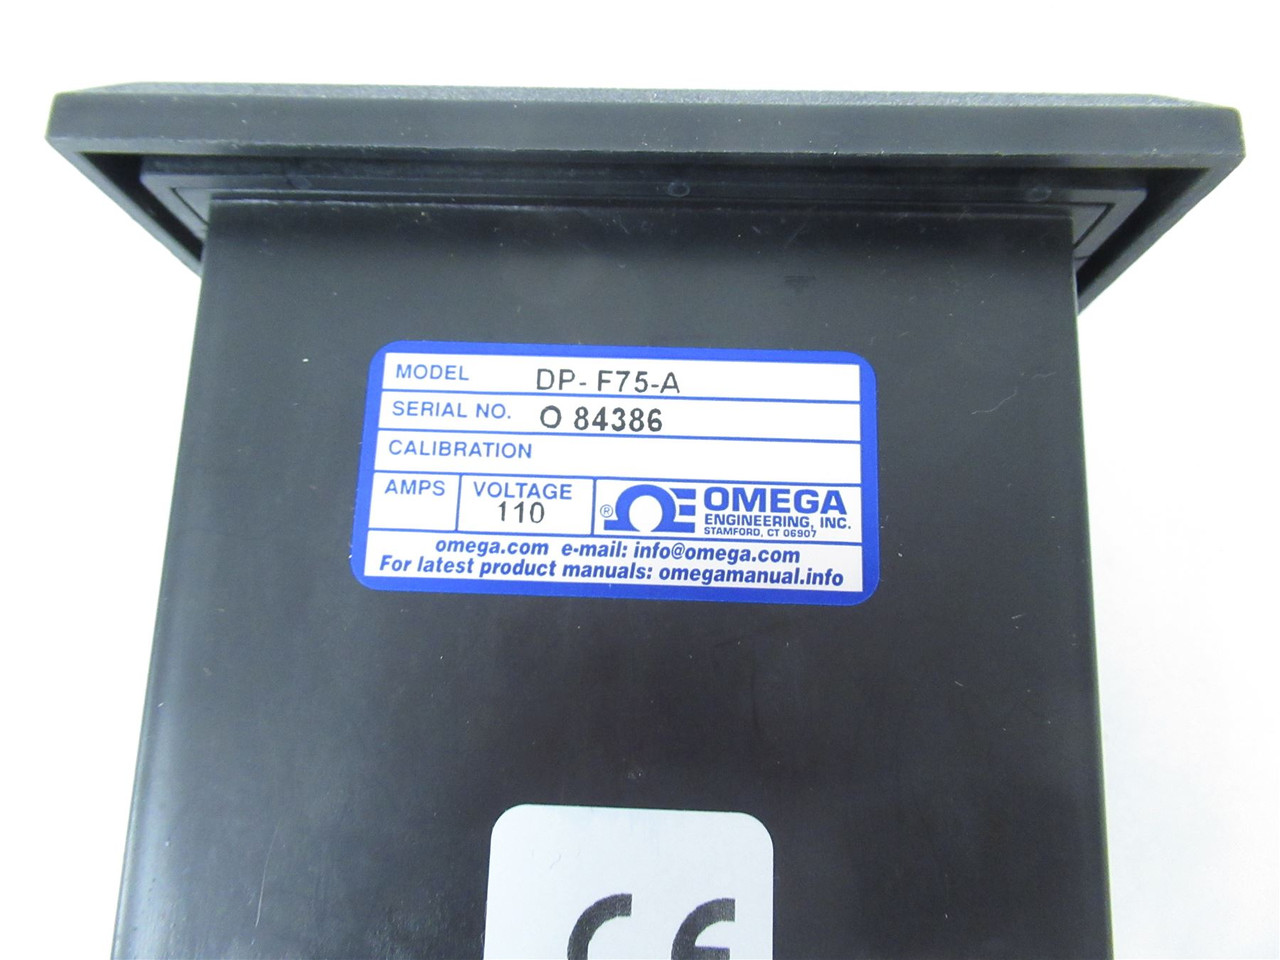 MODEL DP- F75-A
SERIAL NO. O 84386
CALIBRATION
AMPS VOLTAGE
110
® OMEGA
ENGINEERING, INC.
STAMFORD, CT 06907
omega.com e-mail: info@omega.com
For latest product manuals: omegamanual.info
CE